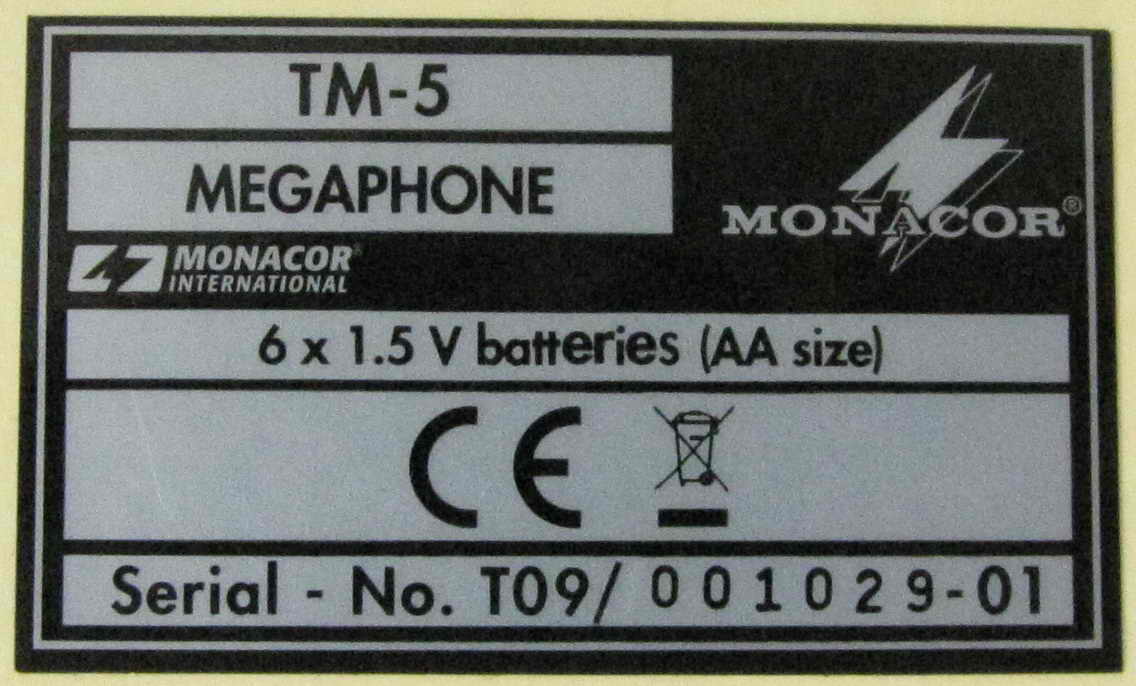 TM-5
MEGAPHONE
MONACOR®
MONACOR®
INTERNATIONAL
6 x 1.5 V batteries (AA size)
CE
Serial - No. T09/ 001029-01